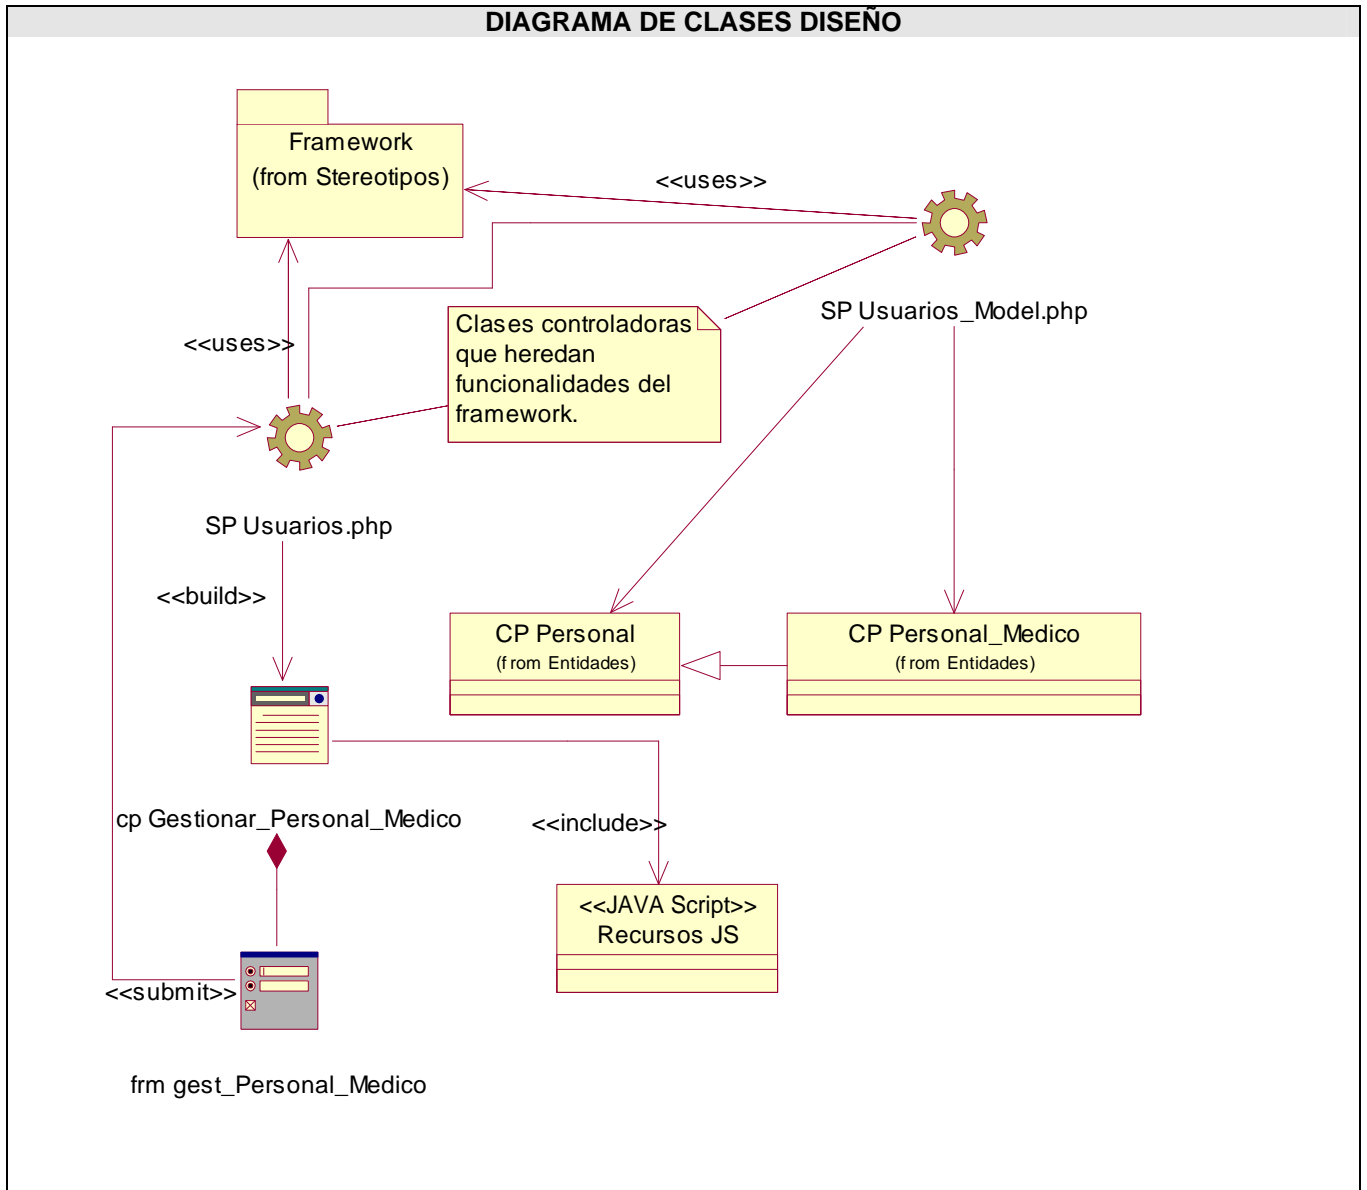 DIAGRAMA DE CLASES DISEÑO
Framework
(from Stereotipos)
<<uses>>
SP Usuarios_Model.php
Clases controladoras
que heredan
funcionalidades del
framework.
<<uses>>
SP Usuarios.php
<<build>>
CP Personal
(from Entidades)
CP Personal_Medico
(from Entidades)
cp Gestionar_Personal_Medico
<<include>>
<<JAVA Script>>
Recursos JS
<<submit>>
frm gest_Personal_Medico